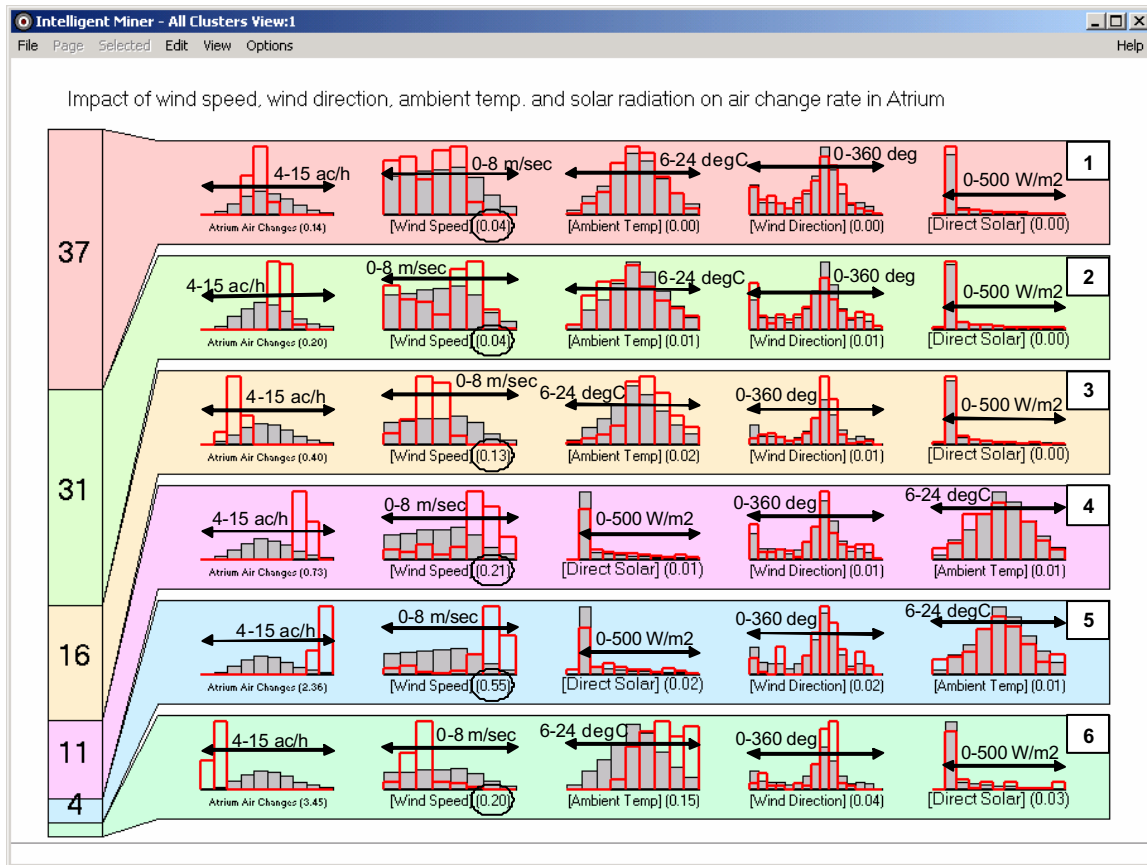 Intelligent Miner - All Clusters View:1
File Page Selected Edit View Options Help
Impact of wind speed, wind direction, ambient temp. and solar radiation on air change rate in Atrium
37
31
16
11
4
1
4-15 ac/h
0-8 m/sec
6-24 degC
0-360 deg
0-500 W/m2
Atrium Air Changes (0.14)
[Wind Speed] (0.04)
[Ambient Temp] (0.00)
[Wind Direction] (0.00)
[Direct Solar] (0.00)
2
4-15 ac/h
0-8 m/sec
6-24 degC
0-360 deg
0-500 W/m2
Atrium Air Changes (0.20)
[Wind Speed] (0.04)
[Ambient Temp] (0.01)
[Wind Direction] (0.01)
[Direct Solar] (0.00)
3
4-15 ac/h
0-8 m/sec
6-24 degC
0-360 deg
0-500 W/m2
Atrium Air Changes (0.40)
[Wind Speed] (0.13)
[Ambient Temp] (0.02)
[Wind Direction] (0.01)
[Direct Solar] (0.00)
4
4-15 ac/h
0-8 m/sec
0-500 W/m2
0-360 deg
6-24 degC
Atrium Air Changes (0.73)
[Wind Speed] (0.21)
[Direct Solar] (0.01)
[Wind Direction] (0.01)
[Ambient Temp] (0.01)
5
4-15 ac/h
0-8 m/sec
0-500 W/m2
0-360 deg
6-24 degC
Atrium Air Changes (2.36)
[Wind Speed] (0.55)
[Direct Solar] (0.02)
[Wind Direction] (0.02)
[Ambient Temp] (0.01)
6
4-15 ac/h
0-8 m/sec
6-24 degC
0-360 deg
0-500 W/m2
Atrium Air Changes (3.45)
[Wind Speed] (0.20)
[Ambient Temp] (0.15)
[Wind Direction] (0.04)
[Direct Solar] (0.03)